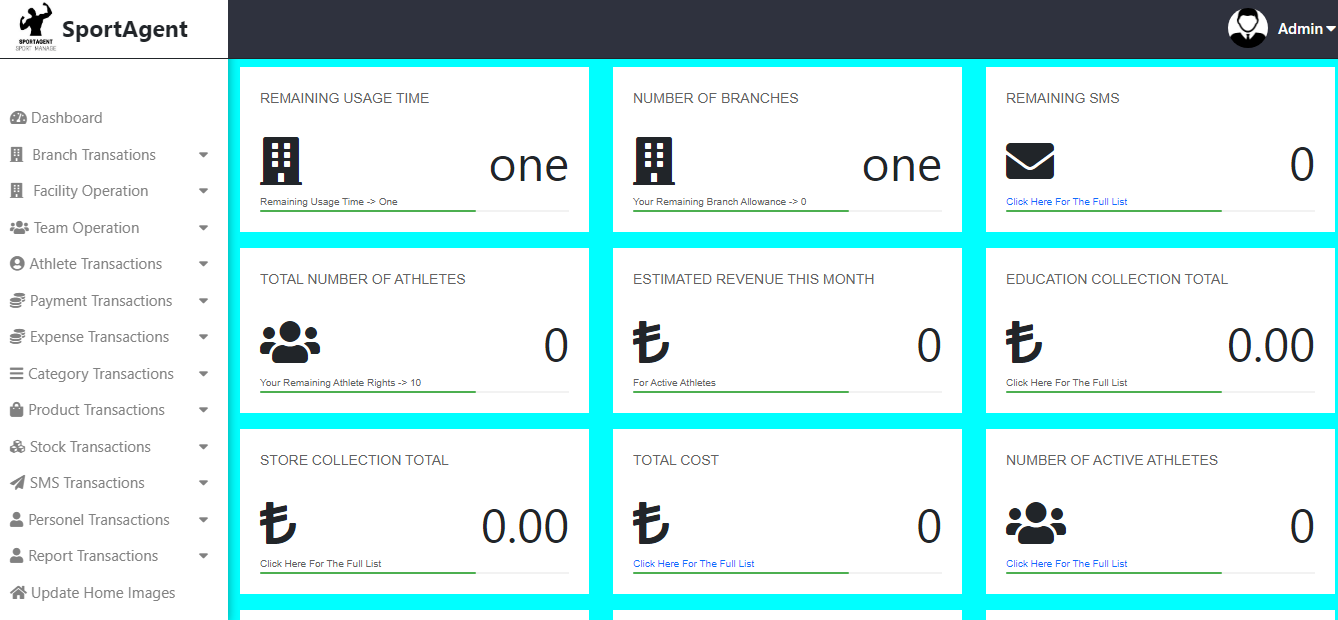 SPORTAGENT
SPORT MANAGE
SportAgent
Admin
Dashboard
Branch Transations
Facility Operation
Team Operation
Athlete Transactions
Payment Transactions
Expense Transactions
Category Transactions
Product Transactions
Stock Transactions
SMS Transactions
Personel Transactions
Report Transactions
Update Home Images
REMAINING USAGE TIME
one
Remaining Usage Time -> One
NUMBER OF BRANCHES
one
Your Remaining Branch Allowance -> 0
REMAINING SMS
0
Click Here For The Full List
TOTAL NUMBER OF ATHLETES
0
Your Remaining Athlete Rights -> 10
ESTIMATED REVENUE THIS MONTH
₺
0
For Active Athletes
EDUCATION COLLECTION TOTAL
₺
0.00
Click Here For The Full List
STORE COLLECTION TOTAL
₺
0.00
Click Here For The Full List
TOTAL COST
₺
0
Click Here For The Full List
NUMBER OF ACTIVE ATHLETES
0
Click Here For The Full List